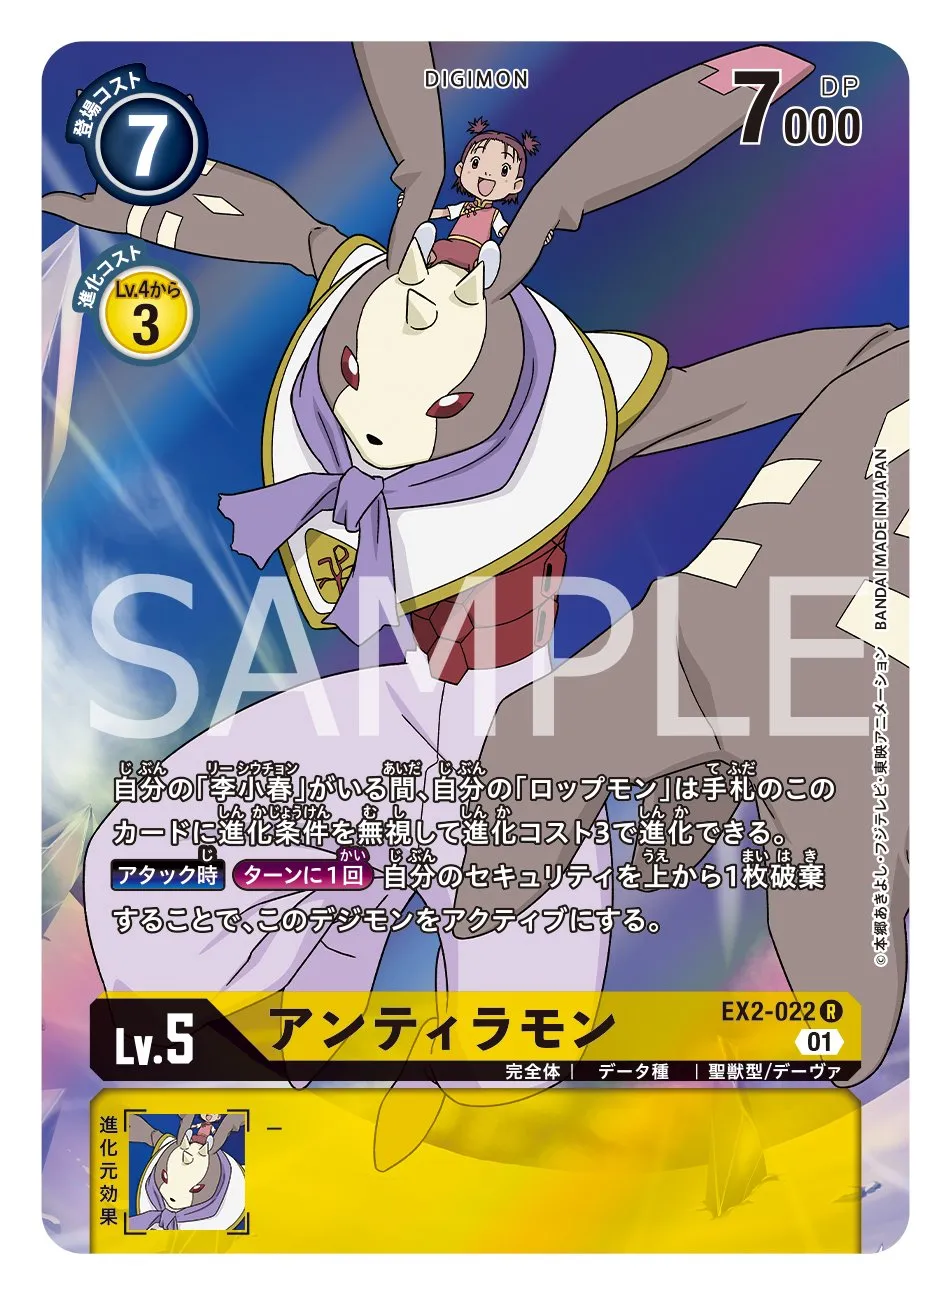 DIGIMON
登場コスト
7
DP
7000
進化コスト
Lv.4から
3
SAMPLE
自分の「李小春」がいる間、自分の「ロップモン」は手札のこの
カードに進化条件を無視して進化コスト3で進化できる。
アタック時 ターンに1回 自分のセキュリティを上から1枚破棄
することで、このデジモンをアクティブにする。
©本郷あきよし・フジテレビ・東映アニメーション BANDAI MADE IN JAPAN
Lv.5
アンティラモン
EX2-022 R
01
完全体 | データ種 | 聖獣型/デーヴァ
進化元効果
–